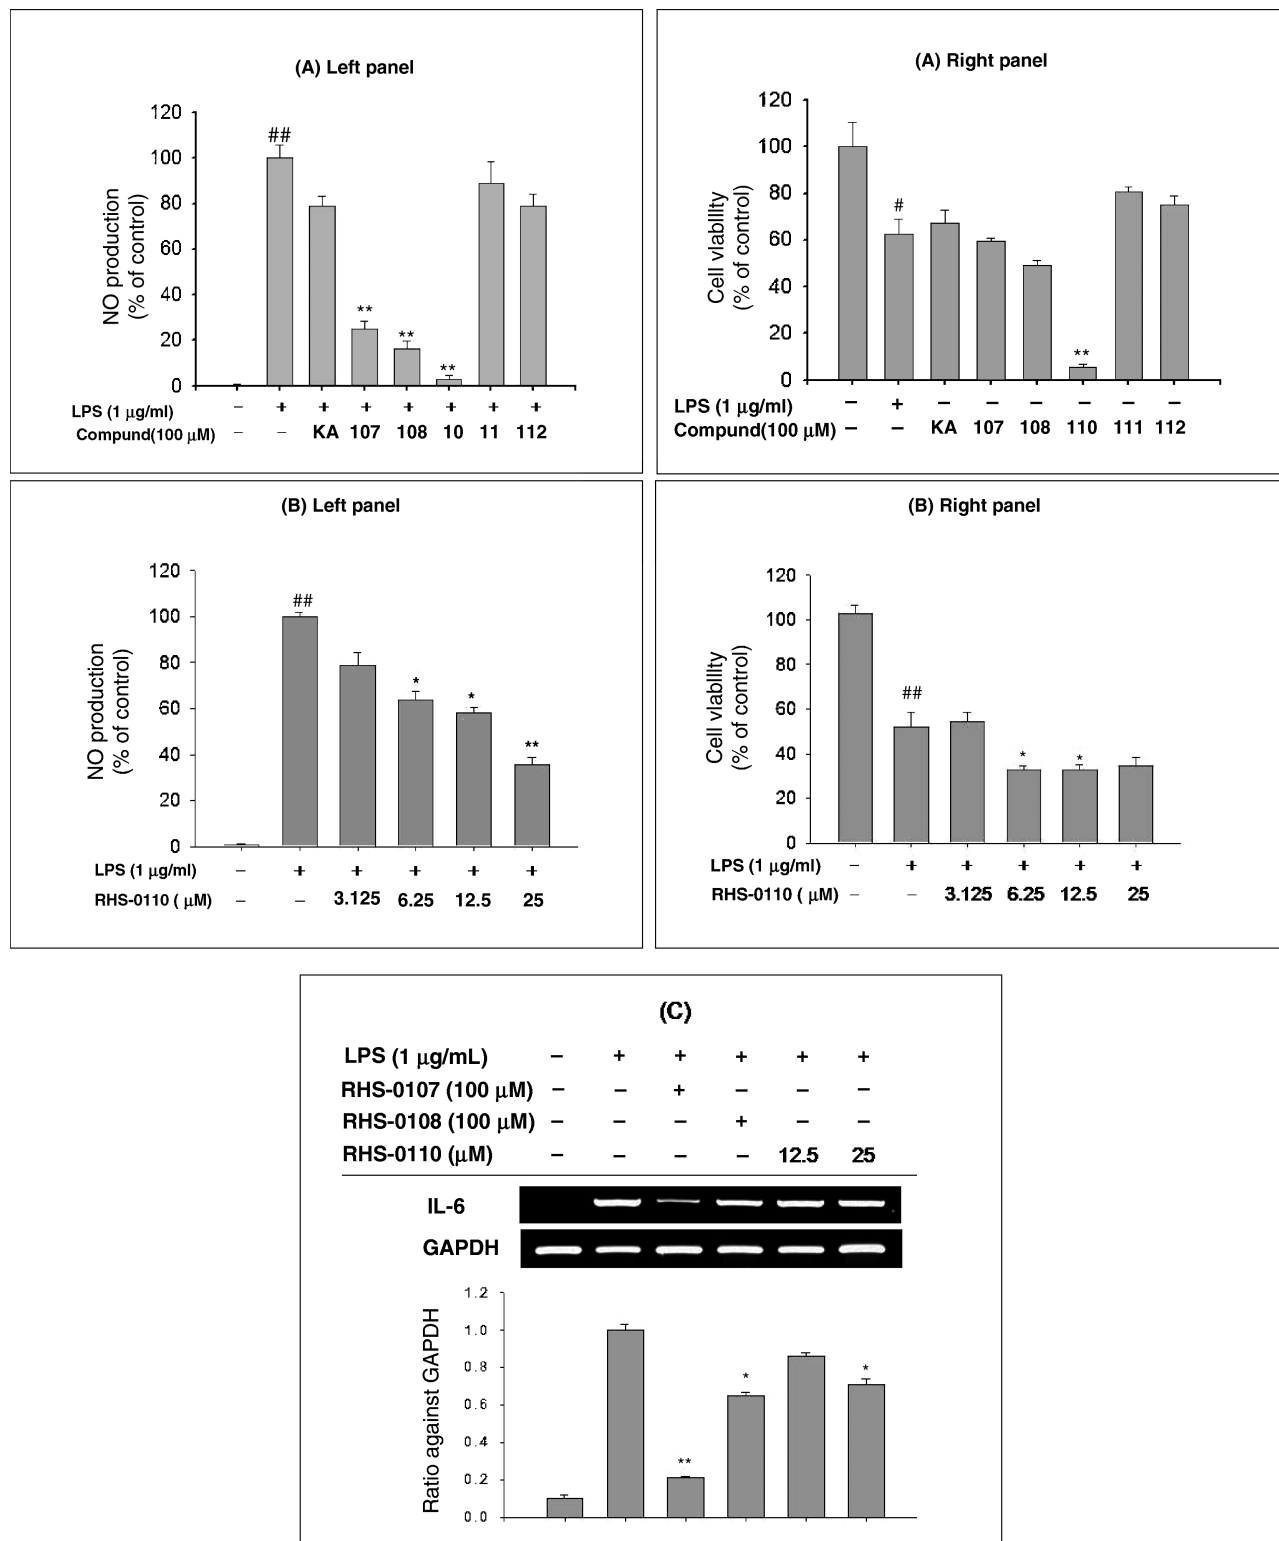 (A) Left panel
120
100
80
60
40
20
0
NO production
(% of control)
##
**
**
**
LPS (1 μg/ml) – + + + + + + +
Compund(100 μM) – – KA 107 108 10 11 112
(A) Right panel
120
100
80
60
40
20
0
Cell viability
(% of control)
#
**
LPS (1 μg/ml) – + – – – – – –
Compund(100 μM) – – KA 107 108 110 111 112
(B) Left panel
120
100
80
60
40
20
0
NO production
(% of control)
##
*
*
**
LPS (1 μg/ml) – + + + + +
RHS-0110 ( μM) – – 3.125 6.25 12.5 25
(B) Right panel
120
100
80
60
40
20
0
Cell viability
(% of control)
##
*
*
LPS (1 μg/ml) – + + + + +
RHS-0110 ( μM) – – 3.125 6.25 12.5 25
(C)
LPS (1 μg/mL) – + + + + +
RHS-0107 (100 μM) – – + – – –
RHS-0108 (100 μM) – – – + – –
RHS-0110 (μM) – – – – 12.5 25
IL-6
GAPDH
1.2
1.0
0.8
0.6
0.4
0.2
0.0
Ratio against GAPDH
**
*
*